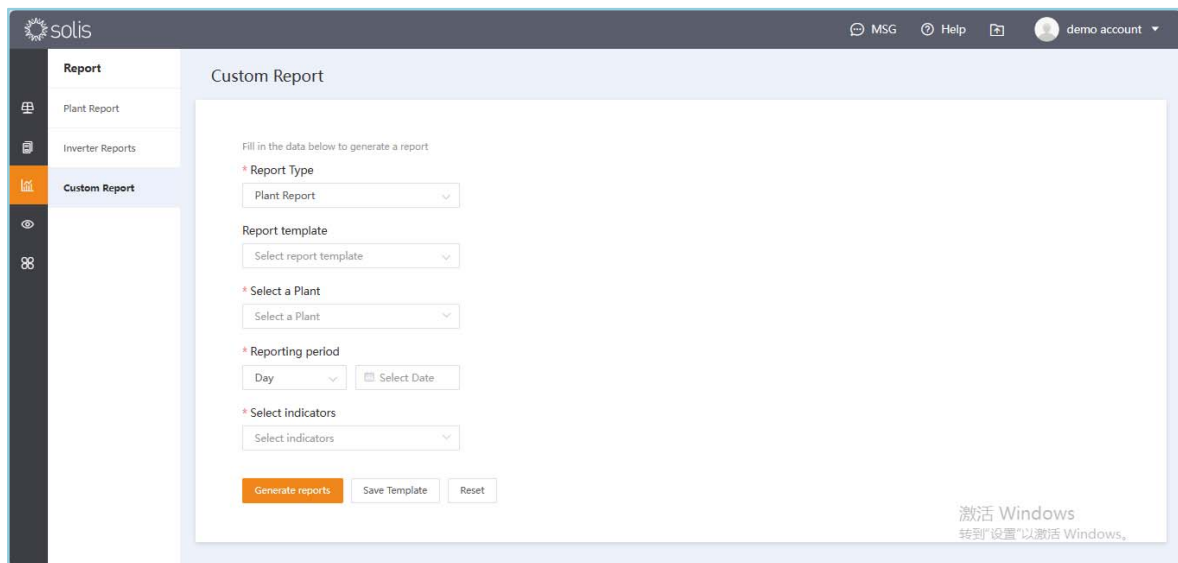 solis
MSG
Help
demo account
Report
Plant Report
Inverter Reports
Custom Report
Custom Report
Fill in the data below to generate a report
* Report Type
Plant Report
Report template
Select report template
* Select a Plant
Select a Plant
* Reporting period
Day
Select Date
* Select indicators
Select indicators
Generate reports
Save Template
Reset
激活 Windows
转到"设置"以激活 Windows。